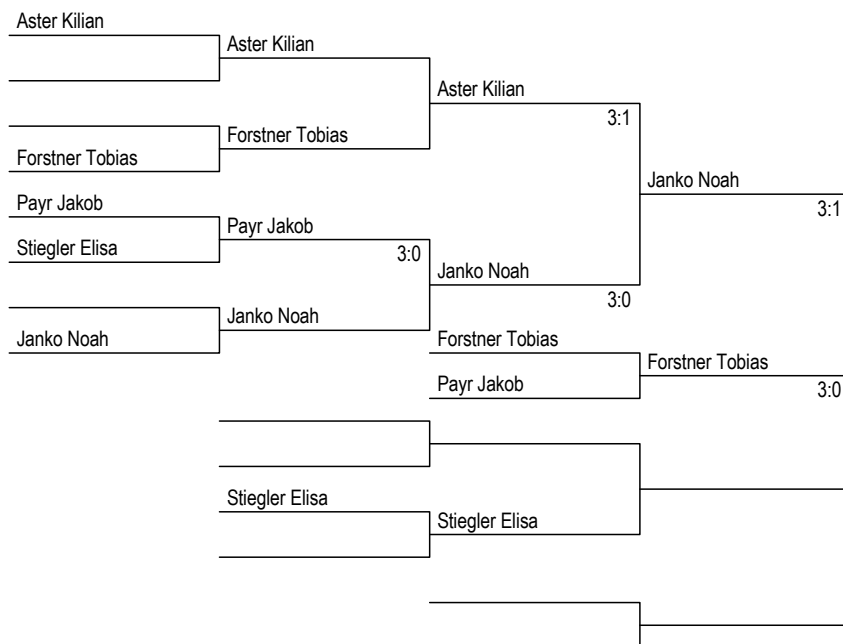 Aster Kilian
Aster Kilian
Aster Kilian
3:1
Forstner Tobias
Forstner Tobias
Janko Noah
3:1
Payr Jakob
Payr Jakob
3:0
Stiegler Elisa
Janko Noah
3:0
Janko Noah
Janko Noah
Forstner Tobias
Forstner Tobias
3:0
Payr Jakob
Stiegler Elisa
Stiegler Elisa